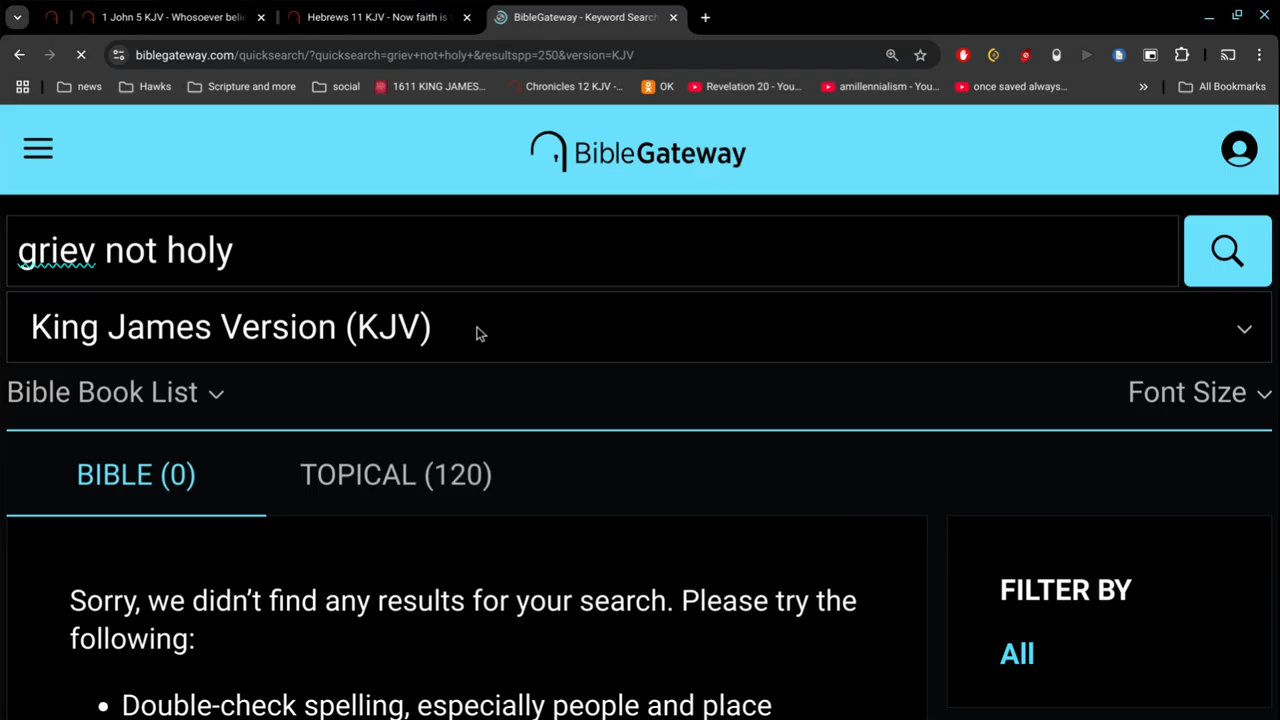 1 John 5 KJV - Whosoever beli
Hebrews 11 KJV - Now faith is
BibleGateway - Keyword Search
biblegateway.com/quicksearch/?quicksearch=griev+not+holy+&resultspp=250&version=KJV
news
Hawks
Scripture and more
social
1611 KING JAMES...
Chronicles 12 KJV -...
OK
Revelation 20 - You...
amillennialism - You...
once saved always...
»
All Bookmarks
BibleGateway
griev not holy
King James Version (KJV)
Bible Book List
Font Size
BIBLE (0)
TOPICAL (120)
Sorry, we didn’t find any results for your search. Please try the
following:
• Double-check spelling, especially people and place
FILTER BY
All